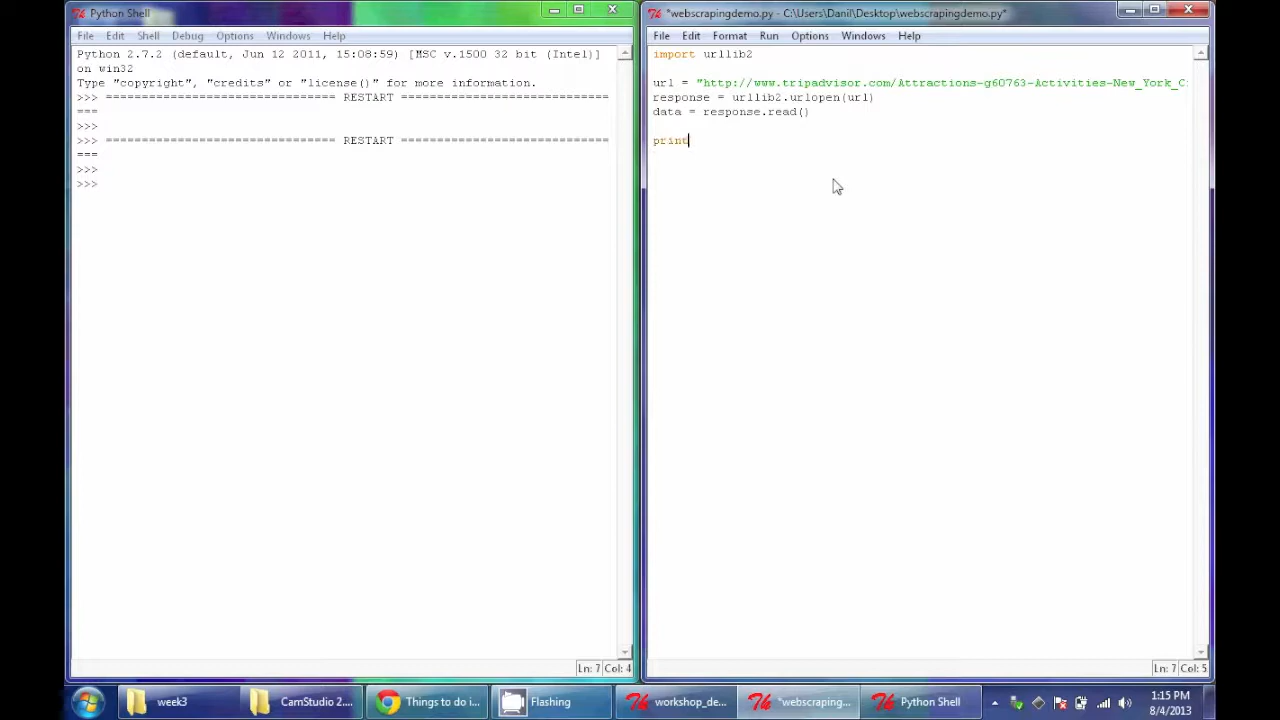 Python Shell
File Edit Shell Debug Options Windows Help
Python 2.7.2 (default, Jun 12 2011, 15:08:59) [MSC v.1500 32 bit (Intel)]
on win32
Type "copyright", "credits" or "license()" for more information.
>>> ================================ RESTART =============================
===
>>>
>>> ================================ RESTART =============================
===
>>>
>>>
Ln: 7 Col: 4
*webscrapingdemo.py - C:\Users\Danil\Desktop\webscrapingdemo.py*
File Edit Format Run Options Windows Help
import urllib2
url = "http://www.tripadvisor.com/Attractions-g60763-Activities-New_York_C
response = urllib2.urlopen(url)
data = response.read()
print
Ln: 7 Col: 5
week3
CamStudio 2....
Things to do i...
Flashing
workshop_de...
*webscraping...
Python Shell
1:15 PM
8/4/2013